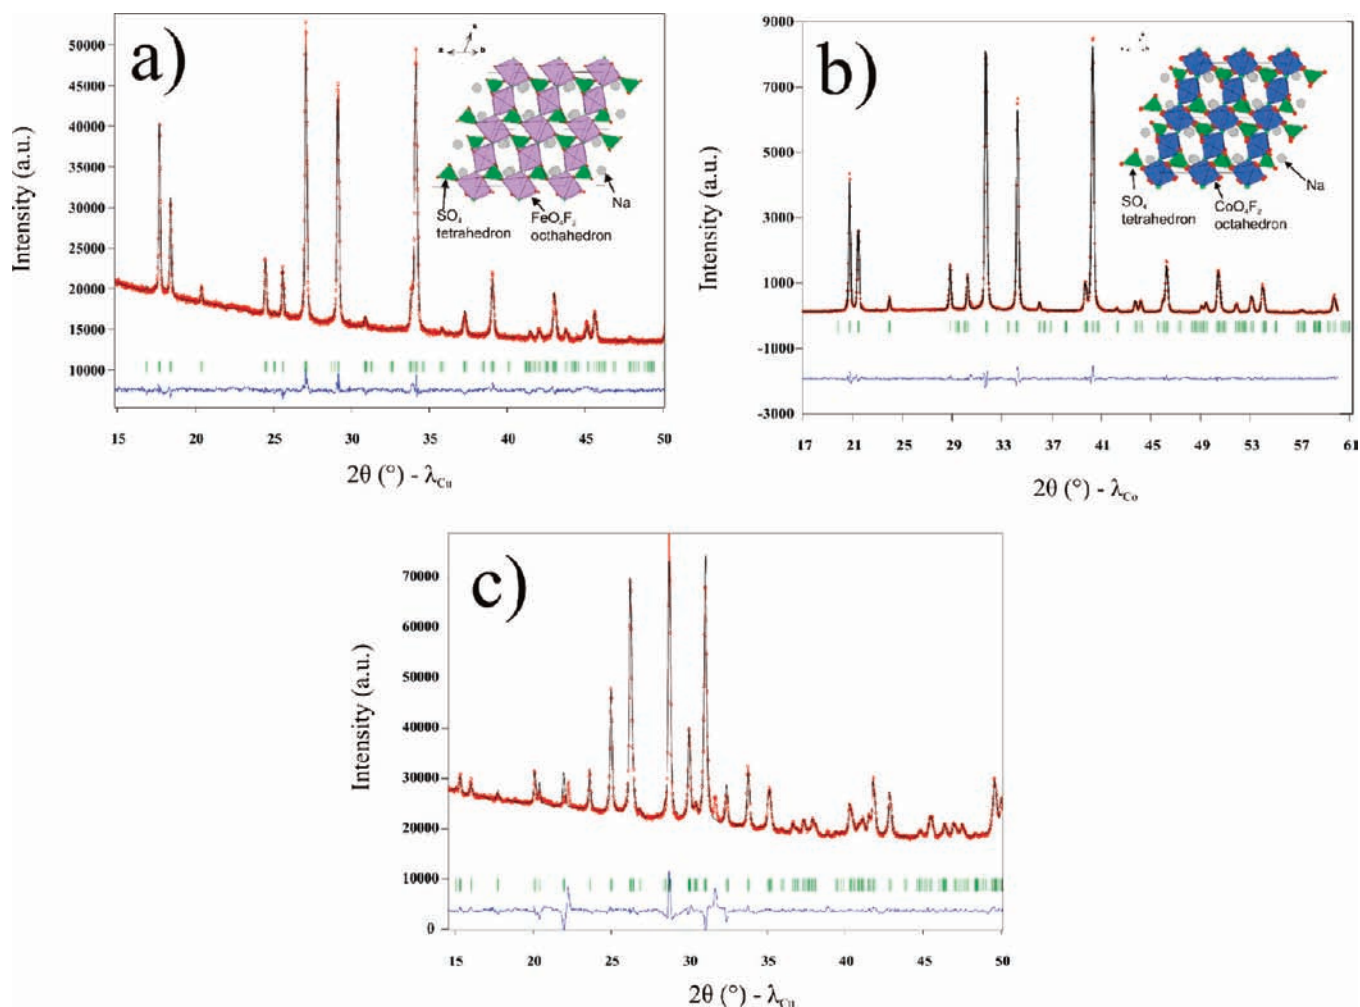 a)
50000
45000
40000
35000
30000
25000
20000
15000
10000
Intensity (a.u.)
15 20 25 30 35 40 45 50
2θ (°) - λCu
SO4
tetrahedron
FeO4F2
octhahedron
Na
b)
9000
7000
5000
3000
1000
-1000
-3000
Intensity (a.u.)
17 21 25 29 33 37 41 45 49 53 57 61
2θ (°) - λCo
SO4
tetrahedron
CoO4F2
octahedron
Na
c)
70000
60000
50000
40000
30000
20000
10000
0
Intensity (a.u.)
15 20 25 30 35 40 45 50
2θ (°) - λCu